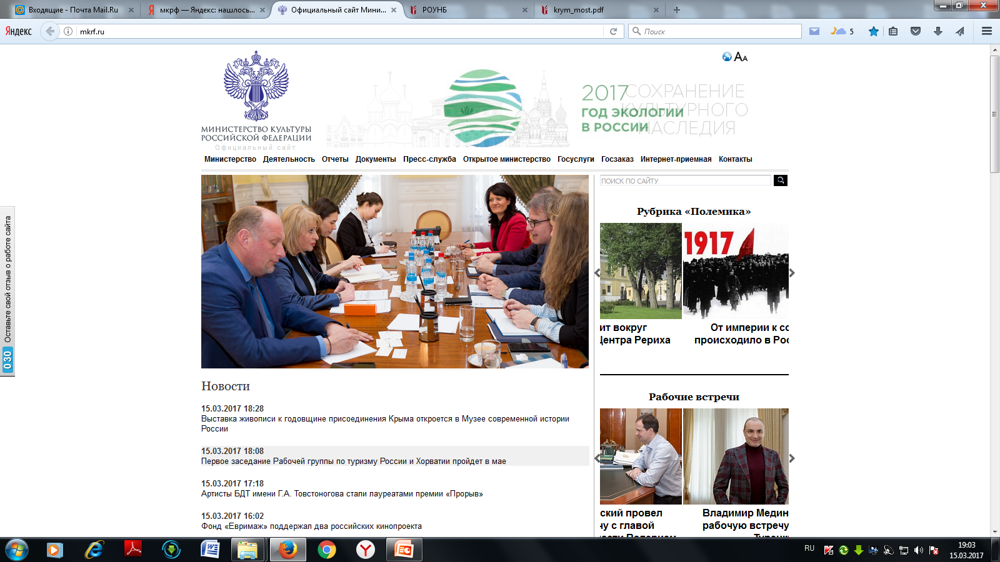 Входящие - Почта Mail.Ru
мкрф — Яндекс: нашлось...
Официальный сайт Мини...
РОУНБ
krym_most.pdf
Яндекс
mkrf.ru
Поиск
5
МИНИСТЕРСТВО КУЛЬТУРЫ
РОССИЙСКОЙ ФЕДЕРАЦИИ
Официальный сайт
2017
ГОД ЭКОЛОГИИ
В РОССИИ
СОХРАНЕНИЕ
КУЛЬТУРНОГО
НАСЛЕДИЯ
AA
Министерство Деятельность Отчеты Документы Пресс-служба Открытое министерство Госуслуги Госзаказ Интернет-приемная Контакты
ПОИСК ПО САЙТУ
Оставьте свой отзыв о работе сайта
0 30
Новости
15.03.2017 18:28
Выставка живописи к годовщине присоединения Крыма откроется в Музее современной истории
России
15.03.2017 18:08
Первое заседание Рабочей группы по туризму России и Хорватии пройдет в мае
15.03.2017 17:18
Артисты БДТ имени Г.А. Товстоногова стали лауреатами премии «Прорыв»
15.03.2017 16:02
Фонд «Евримаж» поддержал два российских кинопроекта
Рубрика «Полемика»
1917
ит вокруг
Центра Рериха
От империи к со
происходило в Рос
Рабочие встречи
ский провел
ну с главой
Владимир Медин
рабочую встречу
RU
19:03
15.03.2017